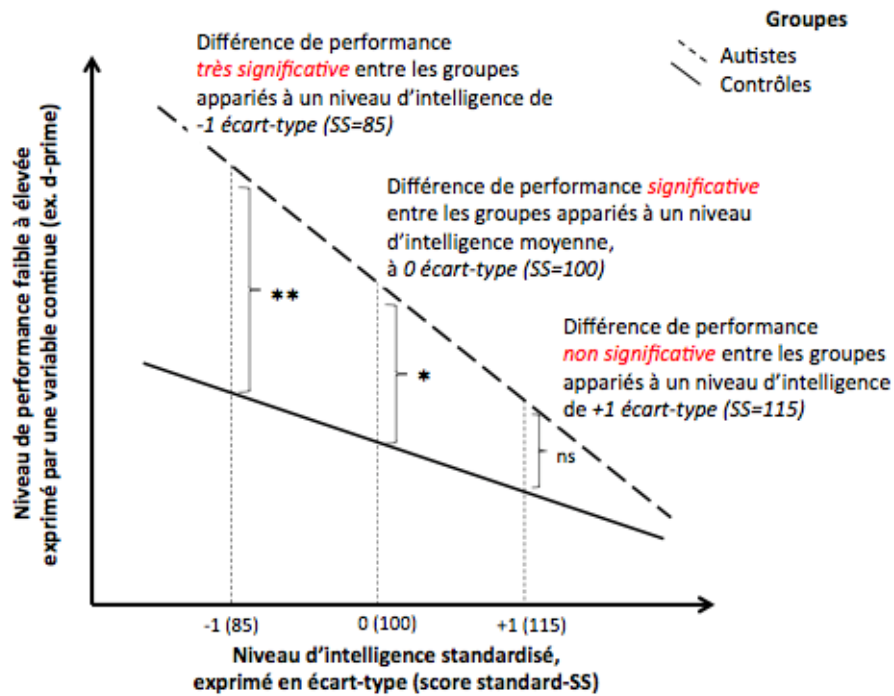 Groupes
Autistes
Contrôles
Différence de performance
très significative entre les groupes
appariés à un niveau d'intelligence de
-1 écart-type (SS=85)
Différence de performance significative
entre les groupes appariés à un niveau
d'intelligence moyenne,
à 0 écart-type (SS=100)
Différence de performance
non significative entre les groupes
appariés à un niveau d'intelligence
de +1 écart-type (SS=115)
**
*
ns
Niveau de performance faible à élevée
exprimé par une variable continue (ex. d-prime)
-1 (85)
0 (100)
+1 (115)
Niveau d'intelligence standardisé,
exprimé en écart-type (score standard-SS)